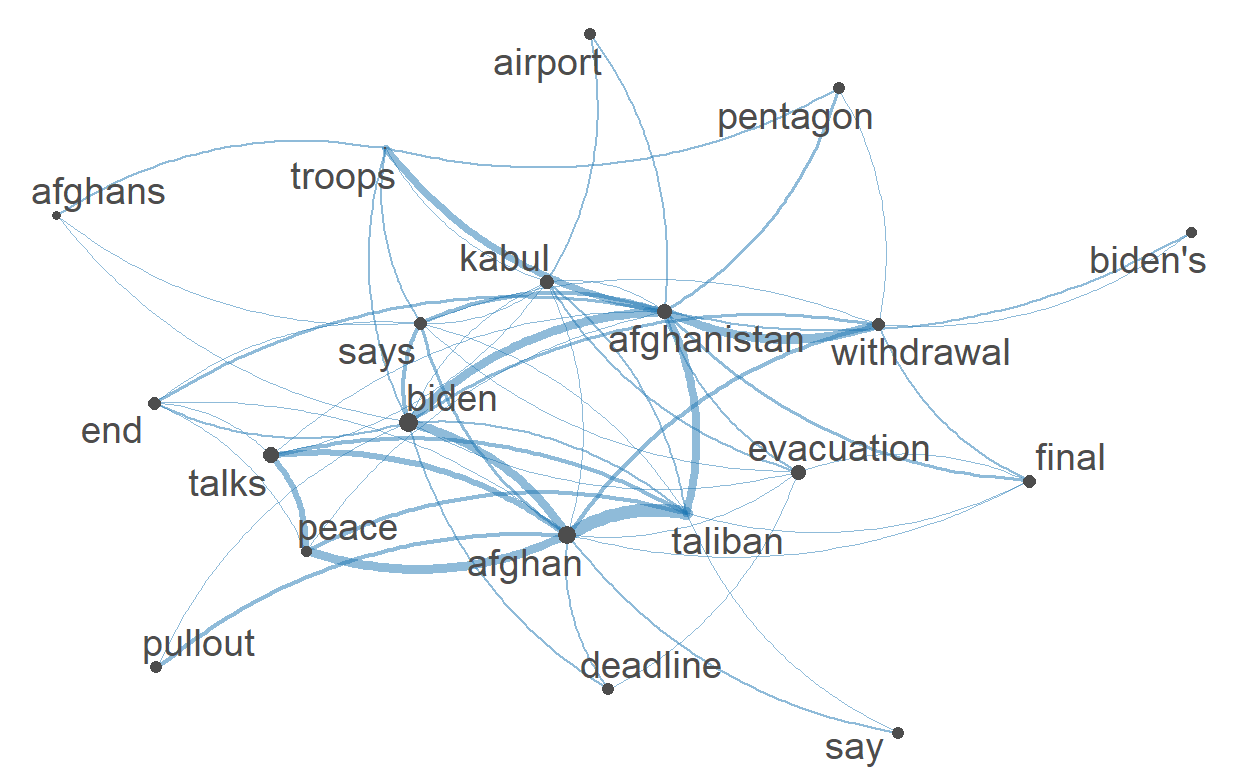 airport
pentagon
troops
afghans
kabul
biden's
afghanistan
withdrawal
says
biden
end
evacuation
final
talks
peace
taliban
afghan
pullout
deadline
say